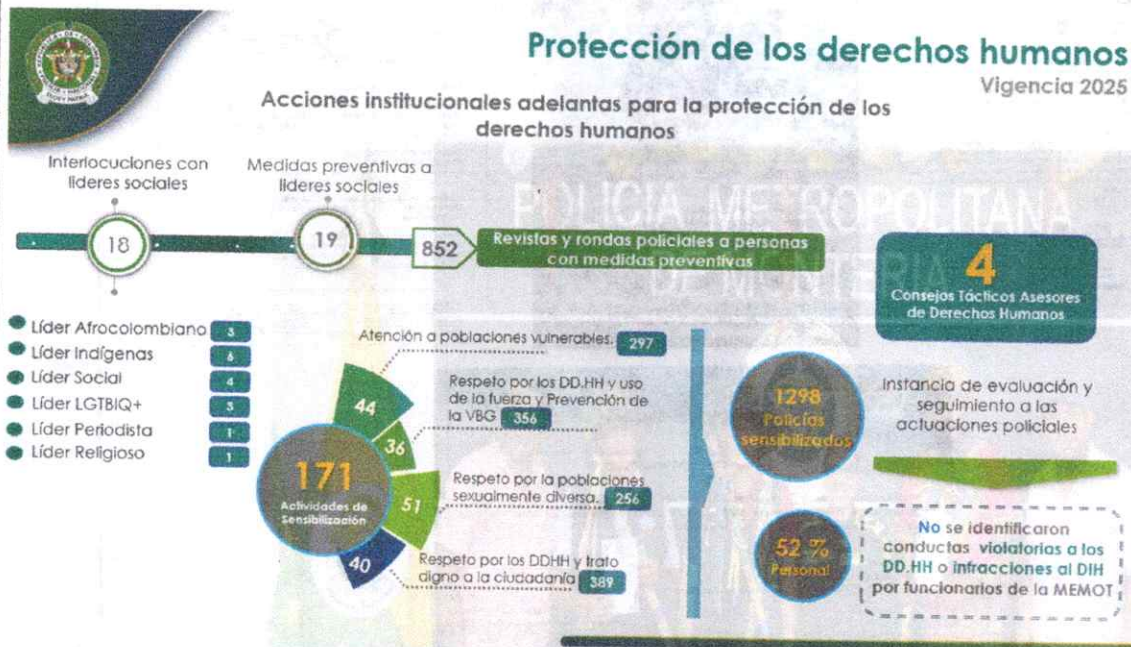 Protección de los derechos humanos
Vigencia 2025
Acciones institucionales adelantas para la protección de los
derechos humanos
Interlocuciones con
lideres sociales
18
Medidas preventivas a
lideres sociales
19
852
Revistas y rondas policiales a personas
con medidas preventivas
POLICIA METROPOLITANA
DE MONTERIA
4
Consejos Tácticos Asesores
de Derechos Humanos
Líder Afrocolombiano 3
Líder Indígenas 6
Líder Social 4
Líder LGTBIQ+ 3
Líder Periodista 1
Líder Religioso 1
171
Actividades de
Sensibilización
44
Atención a poblaciones vulnerables. 297
36
Respeto por los DD.HH y uso
de la fuerza y Prevención de
la VBG 356
51
Respeto por la poblaciones
sexualmente diversa. 256
40
Respeto por los DDHH y trato
digno a la ciudadanía 389
1298
Policías
sensibilizados
52 %
Personal
Instancia de evaluación y
seguimiento a las
actuaciones policiales
No se identificaron
conductas violatorias a los
DD.HH o infracciones al DIH
por funcionarios de la MEMOT